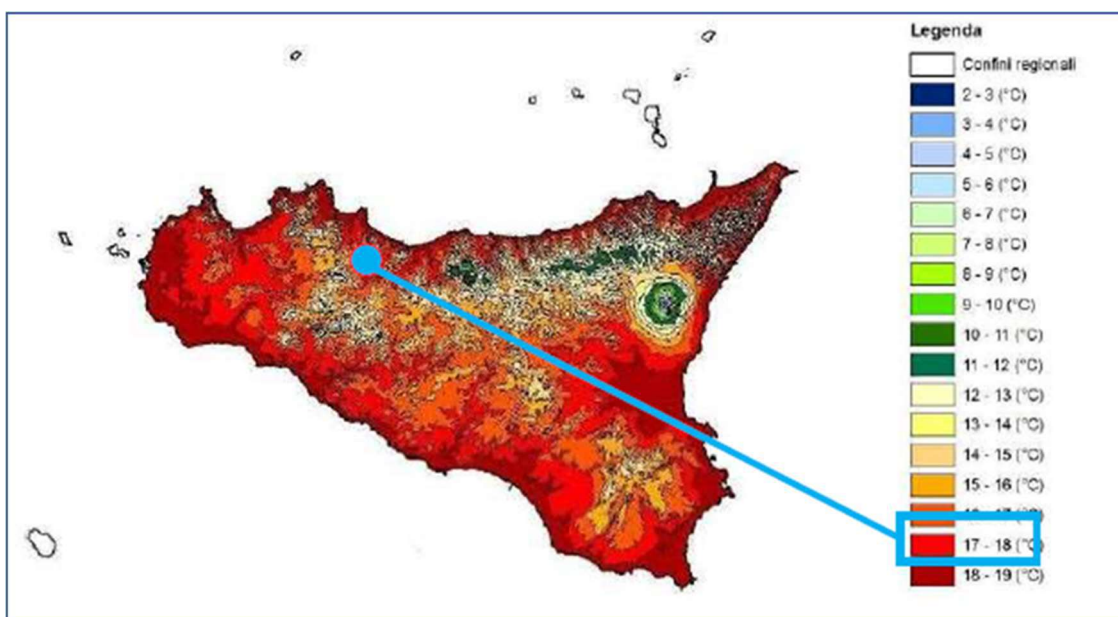 Legenda
Confini regionali
2 - 3 (°C)
3 - 4 (°C)
4 - 5 (°C)
5 - 6 (°C)
6 - 7 (°C)
7 - 8 (°C)
8 - 9 (°C)
9 - 10 (°C)
10 - 11 (°C)
11 - 12 (°C)
12 - 13 (°C)
13 - 14 (°C)
14 - 15 (°C)
15 - 16 (°C)
17 - 18 (°C)
18 - 19 (°C)